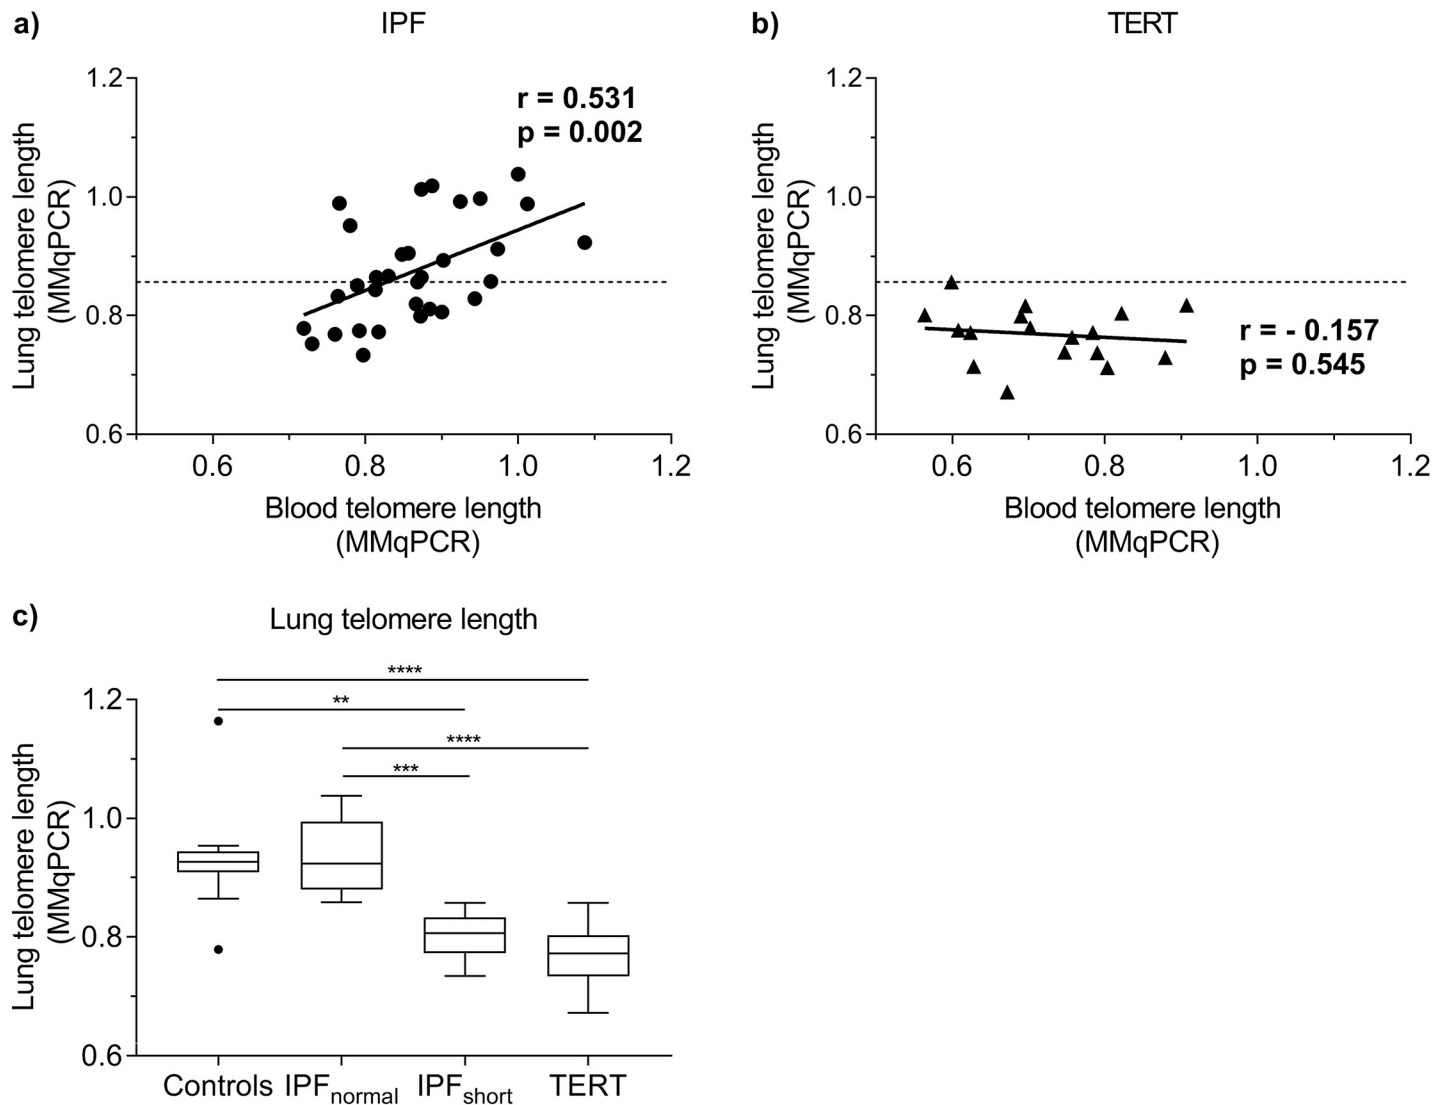 a)
IPF
1.2
1.0
0.8
0.6
Lung telomere length
(MMqPCR)
r = 0.531
p = 0.002
0.6 0.8 1.0 1.2
Blood telomere length
(MMqPCR)
b)
TERT
1.2
1.0
0.8
0.6
Lung telomere length
(MMqPCR)
r = - 0.157
p = 0.545
0.6 0.8 1.0 1.2
Blood telomere length
(MMqPCR)
c)
Lung telomere length
****
**
****
***
1.2
1.0
0.8
0.6
Lung telomere length
(MMqPCR)
Controls IPFnormal IPFshort TERT